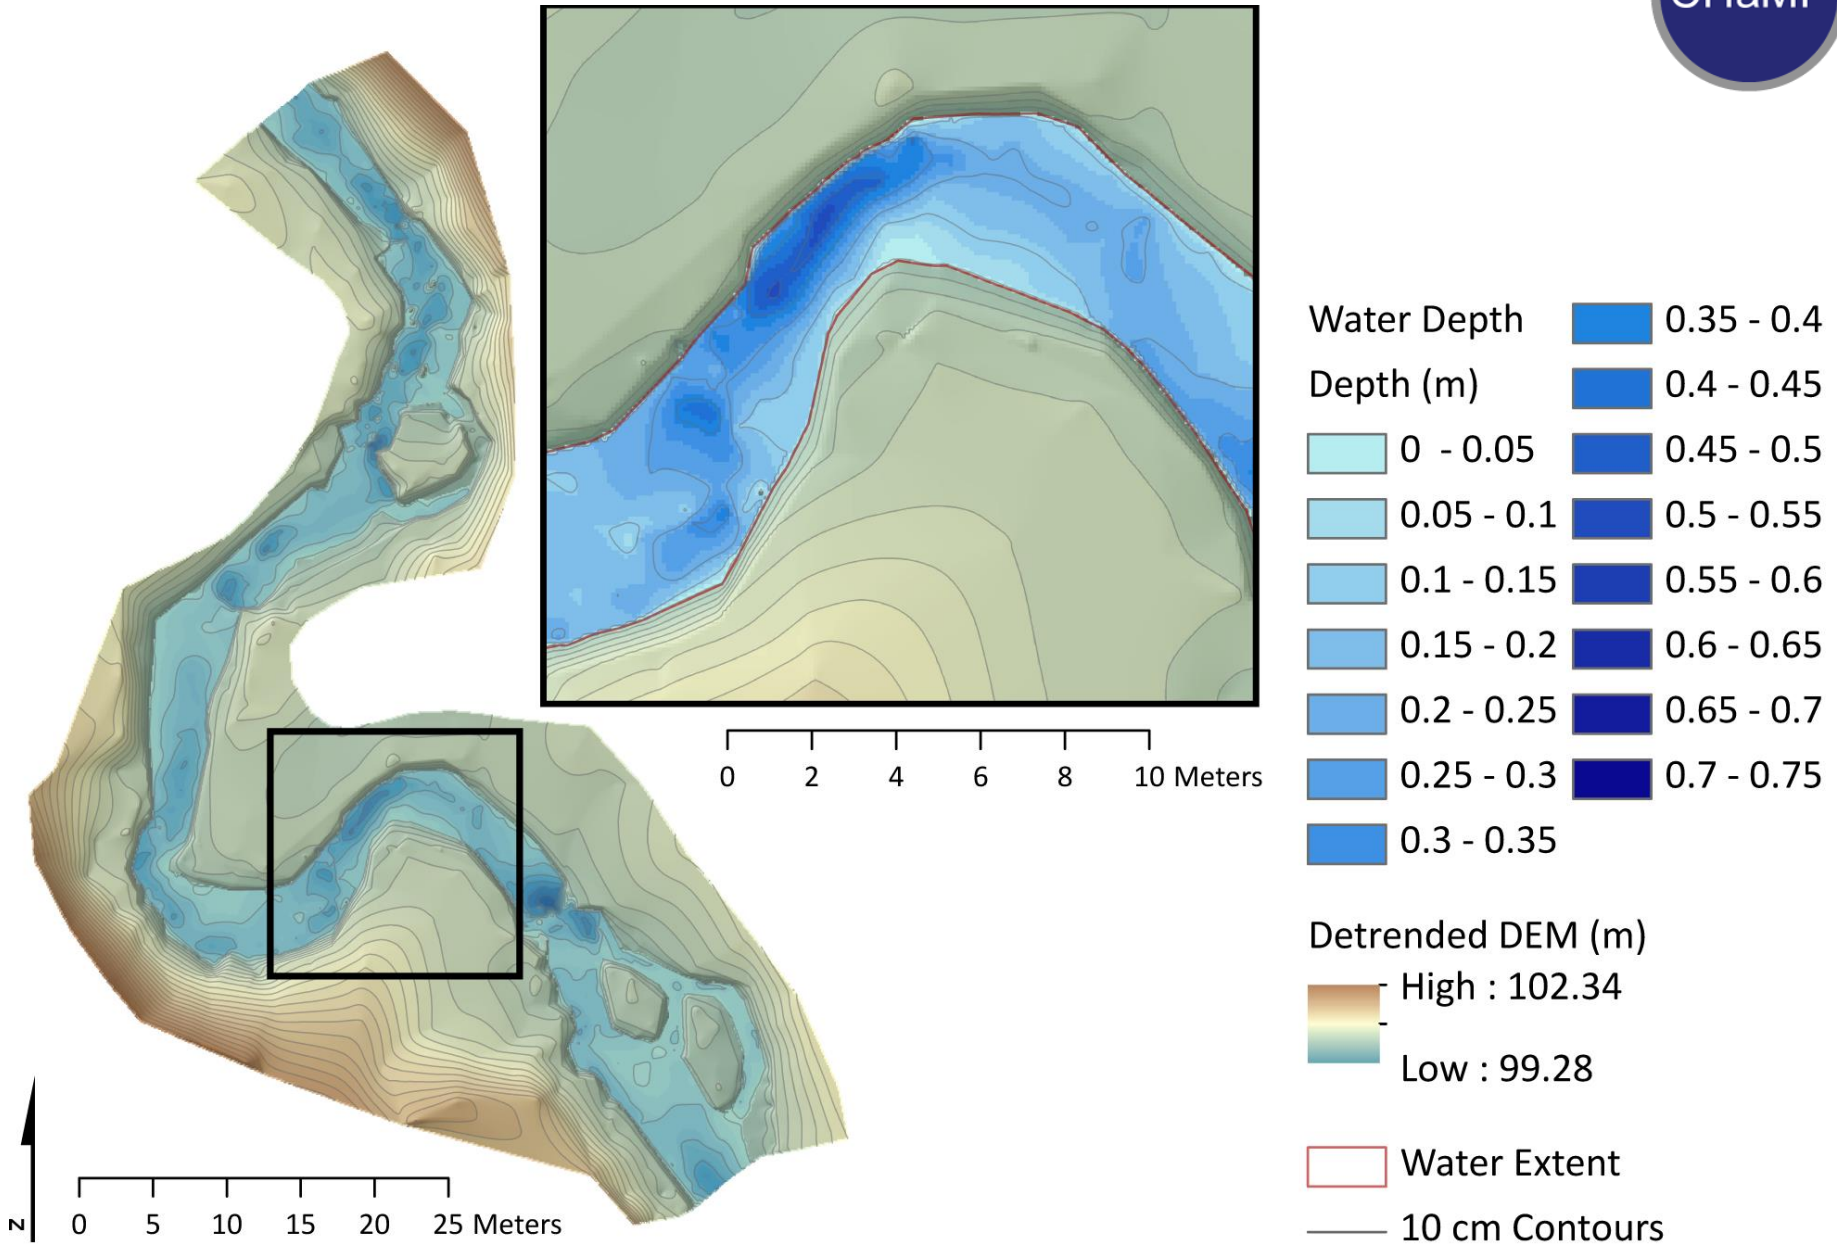 Water Depth
Depth (m)
0 - 0.05
0.05 - 0.1
0.1 - 0.15
0.15 - 0.2
0.2 - 0.25
0.25 - 0.3
0.3 - 0.35
0.35 - 0.4
0.4 - 0.45
0.45 - 0.5
0.5 - 0.55
0.55 - 0.6
0.6 - 0.65
0.65 - 0.7
0.7 - 0.75
Detrended DEM (m)
High : 102.34
Low : 99.28
Water Extent
10 cm Contours
0 2 4 6 8 10 Meters
0 5 10 15 20 25 Meters
N